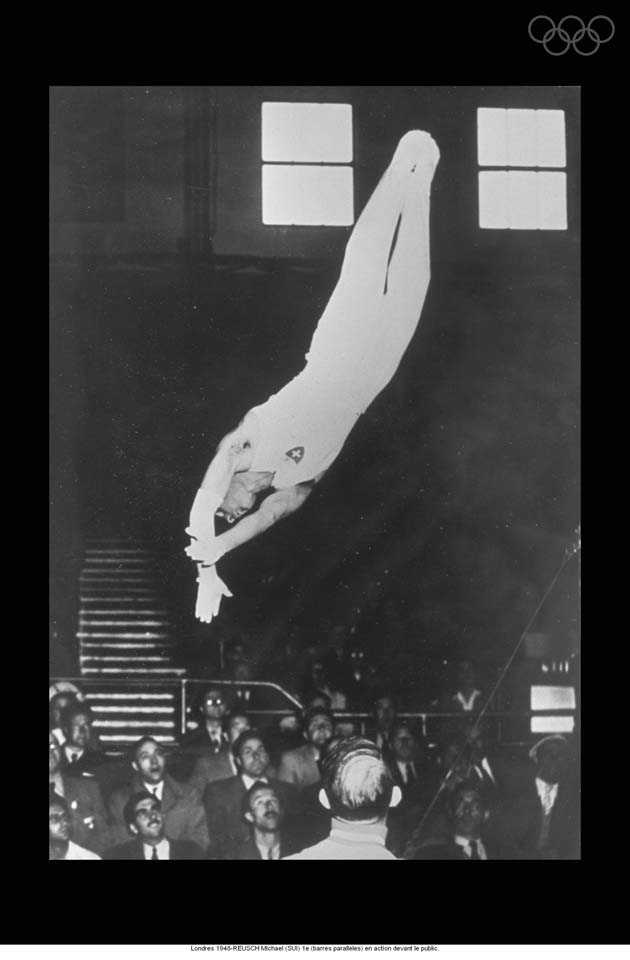 Londres 1948-REUSCH Michael (SUI) 1e (barres parallèles) en action devant le public.